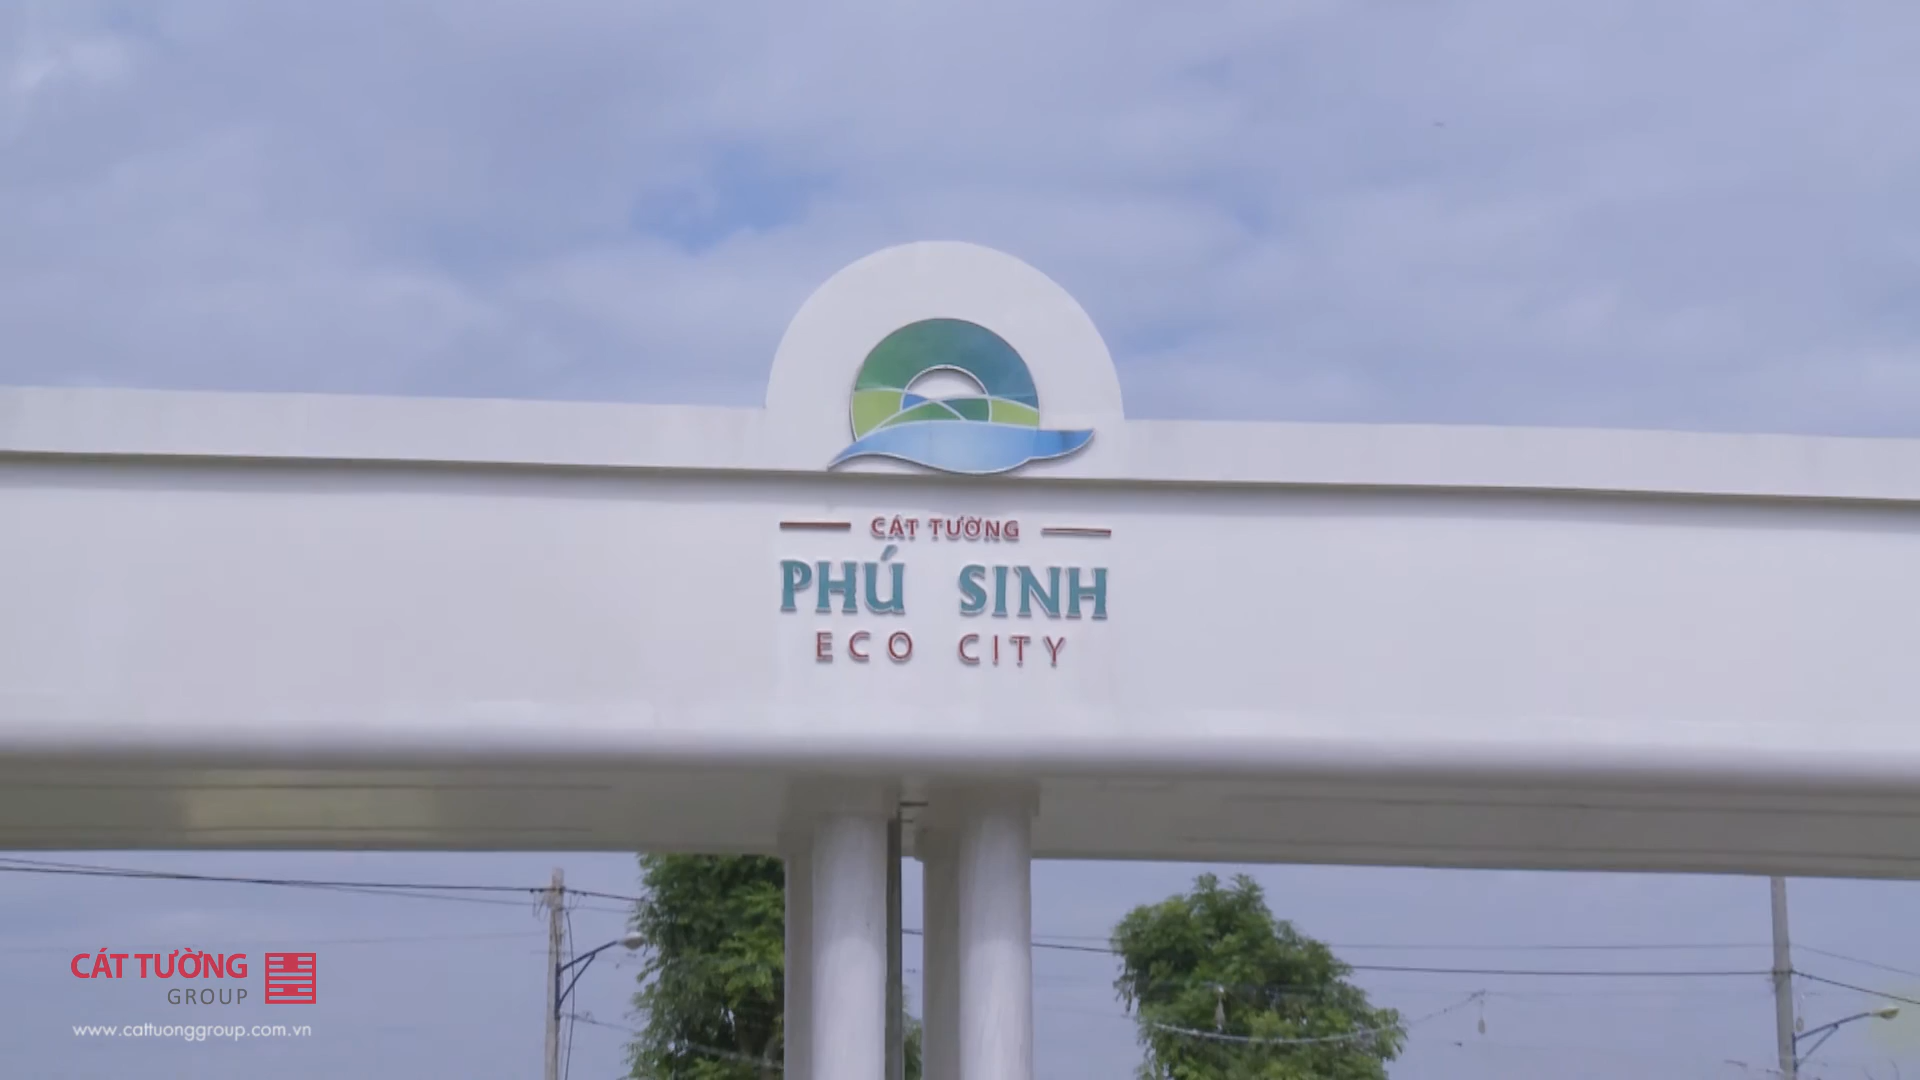 CÁT TƯỜNG
PHÚ SINH
ECO CITY
CÁT TƯỜNG
GROUP
www.cattuonggroup.com.vn